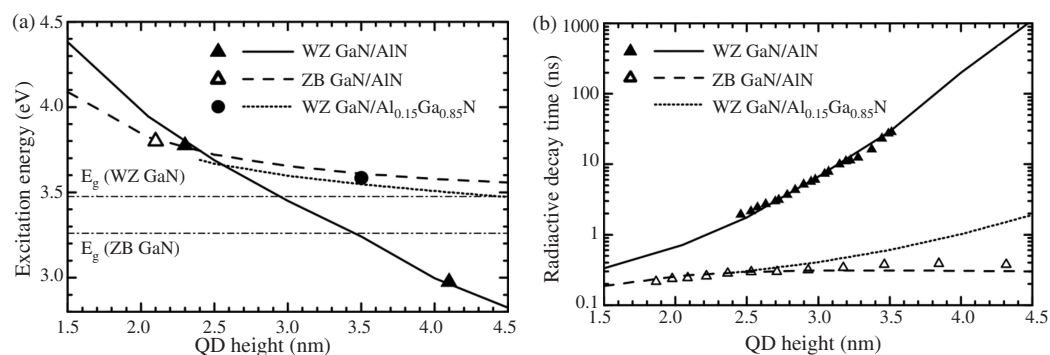 (a)
4.5
4.0
3.5
3.0
Excitation energy (eV)
WZ GaN/AlN
ZB GaN/AlN
WZ GaN/Al0.15Ga0.85N
Eg (WZ GaN)
Eg (ZB GaN)
1.5 2.0 2.5 3.0 3.5 4.0 4.5
QD height (nm)
(b)
1000
100
10
1
0.1
Radiactive decay time (ns)
WZ GaN/AlN
ZB GaN/AlN
WZ GaN/Al0.15Ga0.85N
1.5 2.0 2.5 3.0 3.5 4.0 4.5
QD height (nm)